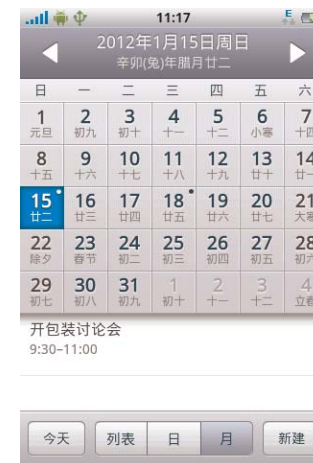 11:17 E
2012年1月15日周日
辛卯(兔)年腊月廿二
日 一 二 三 四 五 六
1 2 3 4 5 6 7
元旦 初九 初十 十一 十二 小寒 十四
8 9 10 11 12 13 14
十五 十六 十七 十八 十九 廿十 廿一
15 16 17 18 19 20 21
廿二 廿三 廿四 廿五 廿六 廿七 大寒
22 23 24 25 26 27 28
除夕 春节 初二 初三 初四 初五 初六
29 30 31 1 2 3 4
初七 初八 初九 初十 十一 十二 立春
开包装讨论会
9:30-11:00
今天 列表 日 月 新建